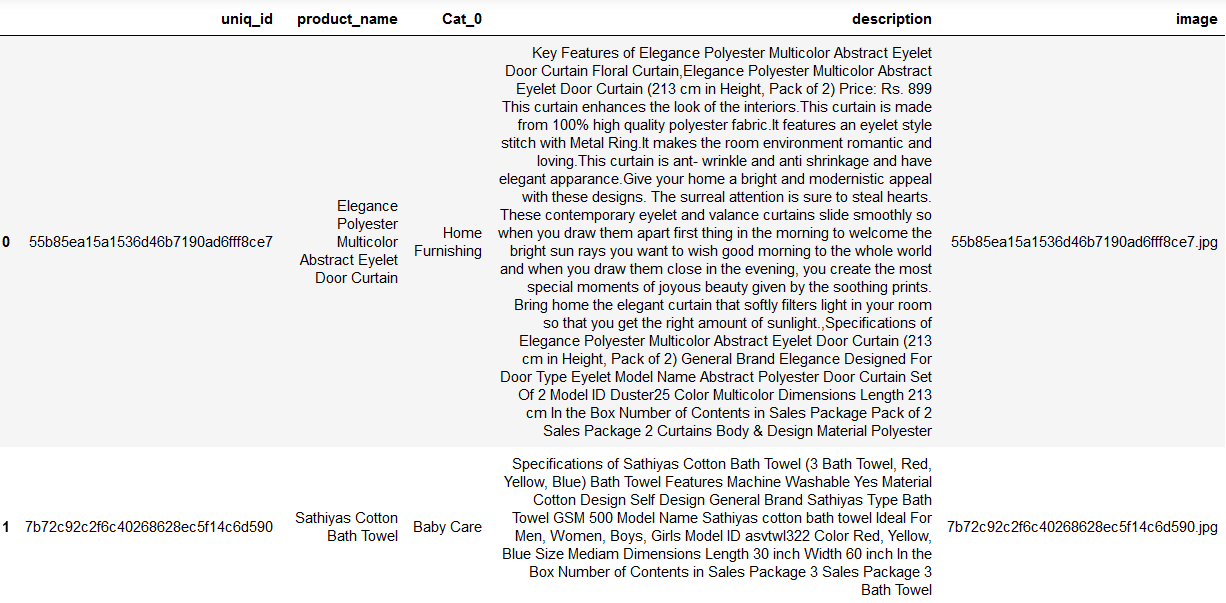 uniq_id product_name Cat_0 description image
Key Features of Elegance Polyester Multicolor Abstract Eyelet
Door Curtain Floral Curtain,Elegance Polyester Multicolor Abstract
Eyelet Door Curtain (213 cm in Height, Pack of 2) Price: Rs. 899
This curtain enhances the look of the interiors.This curtain is made
from 100% high quality polyester fabric.It features an eyelet style
stitch with Metal Ring.It makes the room environment romantic and
loving.This curtain is ant- wrinkle and anti shrinkage and have
elegant apparance.Give your home a bright and modernistic appeal
with these designs. The surreal attention is sure to steal hearts.
These contemporary eyelet and valance curtains slide smoothly so
when you draw them apart first thing in the morning to welcome the
bright sun rays you want to wish good morning to the whole world
and when you draw them close in the evening, you create the most
special moments of joyous beauty given by the soothing prints.
Bring home the elegant curtain that softly filters light in your room
so that you get the right amount of sunlight.,Specifications of
Elegance Polyester Multicolor Abstract Eyelet Door Curtain (213
cm in Height, Pack of 2) General Brand Elegance Designed For
Door Type Eyelet Model Name Abstract Polyester Door Curtain Set
Of 2 Model ID Duster25 Color Multicolor Dimensions Length 213
cm In the Box Number of Contents in Sales Package Pack of 2
Sales Package 2 Curtains Body & Design Material Polyester
0 55b85ea15a1536d46b7190ad6fff8ce7
Elegance
Polyester
Multicolor
Abstract Eyelet
Door Curtain
Home
Furnishing
55b85ea15a1536d46b7190ad6fff8ce7.jpg
1 7b72c92c2f6c40268628ec5f14c6d590
Sathiyas Cotton
Bath Towel
Baby Care
Specifications of Sathiyas Cotton Bath Towel (3 Bath Towel, Red,
Yellow, Blue) Bath Towel Features Machine Washable Yes Material
Cotton Design Self Design General Brand Sathiyas Type Bath
Towel GSM 500 Model Name Sathiyas cotton bath towel Ideal For
Men, Women, Boys, Girls Model ID asvtwl322 Color Red, Yellow,
Blue Size Mediam Dimensions Length 30 inch Width 60 inch In the
Box Number of Contents in Sales Package 3 Sales Package 3
Bath Towel
7b72c92c2f6c40268628ec5f14c6d590.jpg